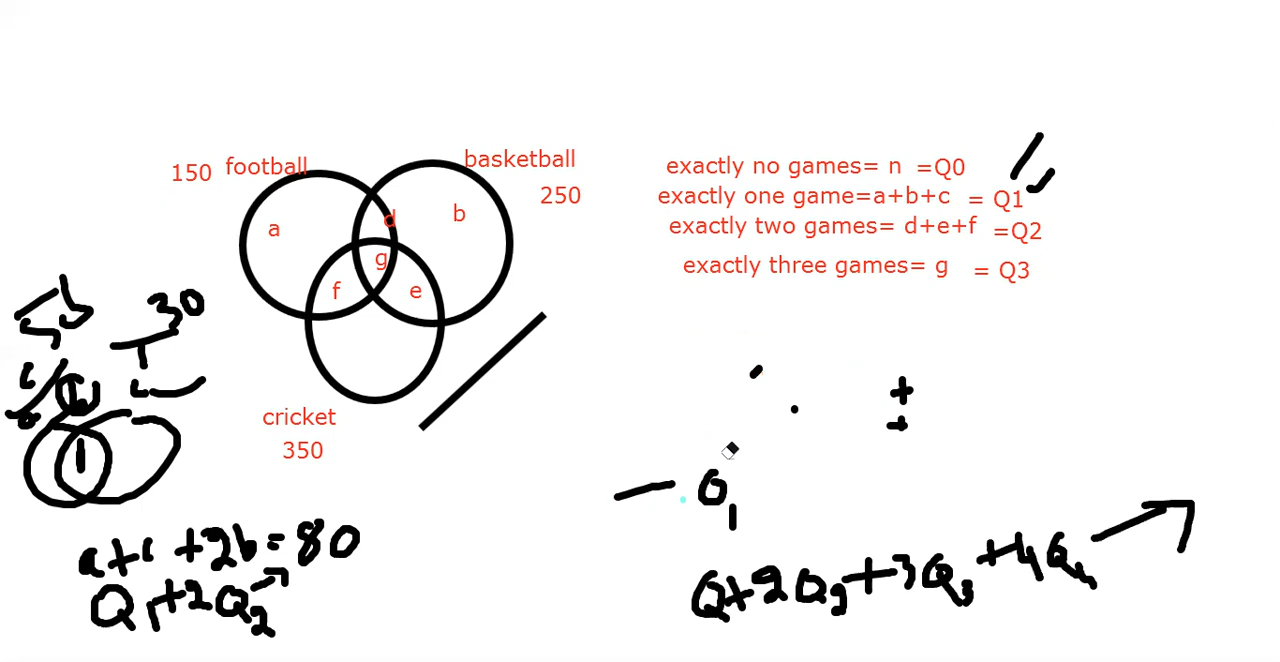 150 football
basketball
250
a
d
b
g
f
e
cricket
350
exactly no games= n =Q0
exactly one game=a+b+c = Q1
exactly two games= d+e+f =Q2
exactly three games= g = Q3
30
a+c+2b=80
Q1+2Q2
Q+2Q2+3Q3+4Q4